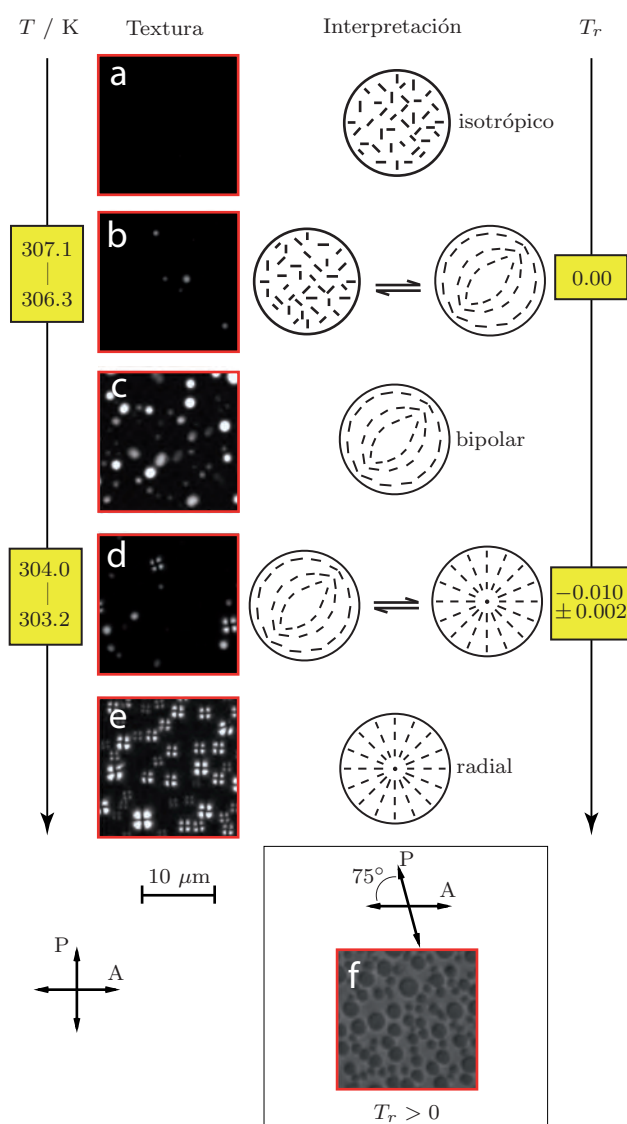 T / K Textura Interpretación T_r
a
isotrópico
307.1
|
306.3
b
0.00
c
bipolar
304.0
|
303.2
d
−0.010
± 0.002
e
radial
10 μm
P
A
75°
P
A
f
T_r > 0